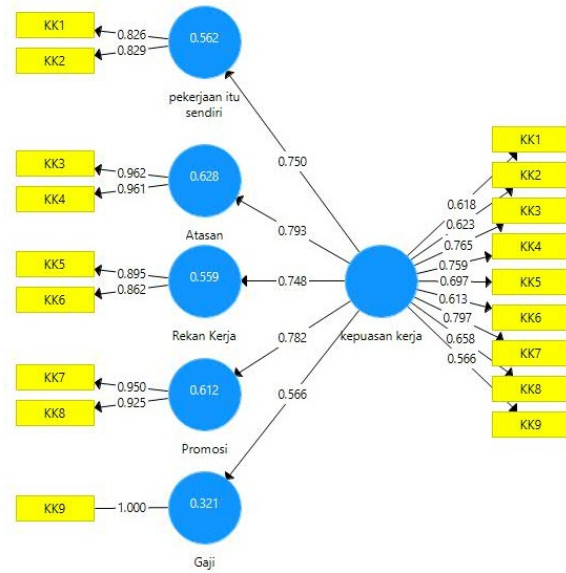 KK1
0.826
0.562
KK2
0.829
pekerjaan itu
sendiri
0.750
KK3
0.962
0.628
KK4
0.961
Atasan
0.793
KK5
0.895
0.559
KK6
0.862
Rekan Kerja
0.748
KK7
0.950
0.612
KK8
0.925
Promosi
0.782
KK9
1.000
0.321
Gaji
0.566
kepuasan kerja
0.618
0.623
0.765
0.759
0.697
0.613
0.797
0.658
0.566
KK1
KK2
KK3
KK4
KK5
KK6
KK7
KK8
KK9